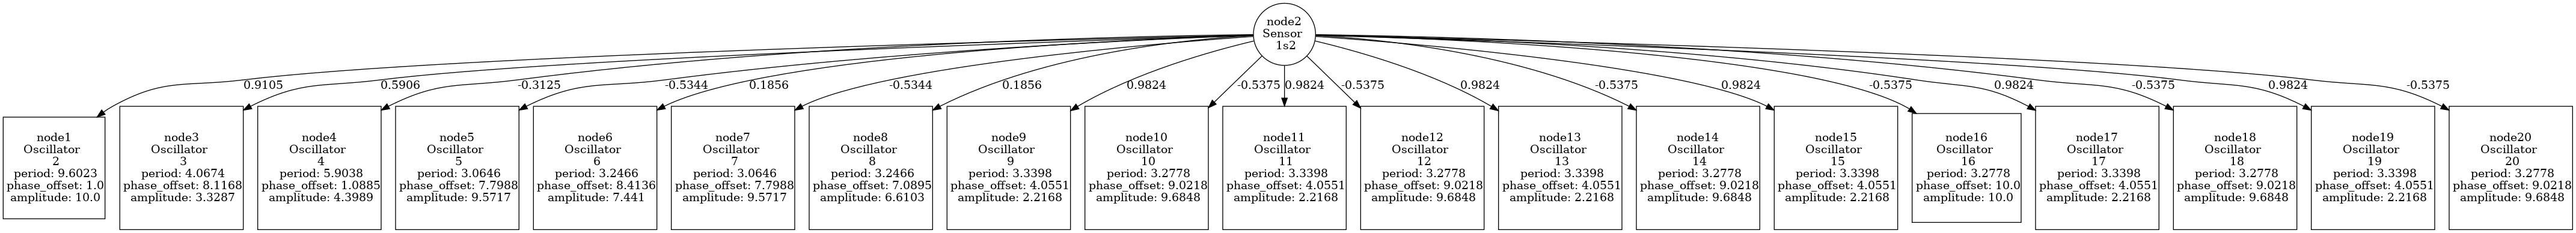 node2
Sensor
1s2
0.9105
0.5906
-0.3125
-0.5344
0.1856
-0.5344
0.1856
0.9824
-0.5375
0.9824
-0.5375
0.9824
-0.5375
0.9824
-0.5375
0.9824
-0.5375
0.9824
-0.5375
node1
Oscillator
2
period: 9.6023
phase_offset: 1.0
amplitude: 10.0
node3
Oscillator
3
period: 4.0674
phase_offset: 8.1168
amplitude: 3.3287
node4
Oscillator
4
period: 5.9038
phase_offset: 1.0885
amplitude: 4.3989
node5
Oscillator
5
period: 3.0646
phase_offset: 7.7988
amplitude: 9.5717
node6
Oscillator
6
period: 3.2466
phase_offset: 8.4136
amplitude: 7.441
node7
Oscillator
7
period: 3.0646
phase_offset: 7.7988
amplitude: 9.5717
node8
Oscillator
8
period: 3.2466
phase_offset: 7.0895
amplitude: 6.6103
node9
Oscillator
9
period: 3.3398
phase_offset: 4.0551
amplitude: 2.2168
node10
Oscillator
10
period: 3.2778
phase_offset: 9.0218
amplitude: 9.6848
node11
Oscillator
11
period: 3.3398
phase_offset: 4.0551
amplitude: 2.2168
node12
Oscillator
12
period: 3.2778
phase_offset: 9.0218
amplitude: 9.6848
node13
Oscillator
13
period: 3.3398
phase_offset: 4.0551
amplitude: 2.2168
node14
Oscillator
14
period: 3.2778
phase_offset: 9.0218
amplitude: 9.6848
node15
Oscillator
15
period: 3.3398
phase_offset: 4.0551
amplitude: 2.2168
node16
Oscillator
16
period: 3.2778
phase_offset: 10.0
amplitude: 10.0
node17
Oscillator
17
period: 3.3398
phase_offset: 4.0551
amplitude: 2.2168
node18
Oscillator
18
period: 3.2778
phase_offset: 9.0218
amplitude: 9.6848
node19
Oscillator
19
period: 3.3398
phase_offset: 4.0551
amplitude: 2.2168
node20
Oscillator
20
period: 3.2778
phase_offset: 9.0218
amplitude: 9.6848